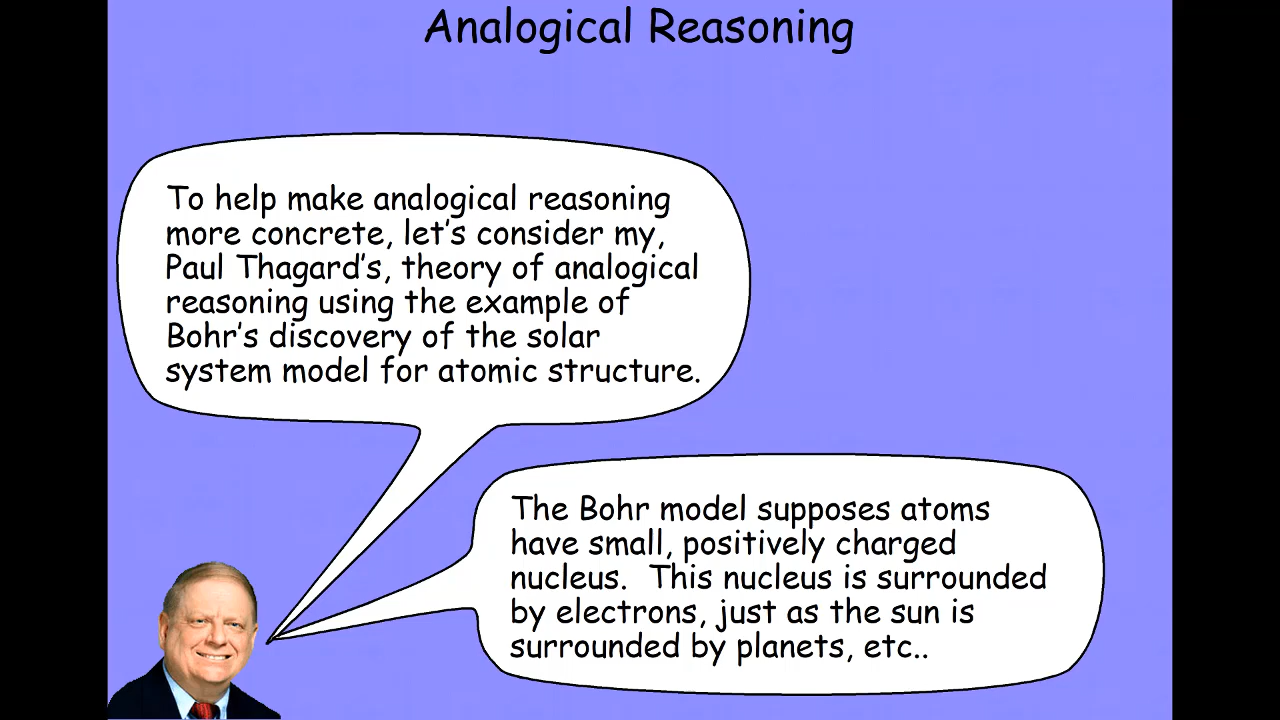 Analogical Reasoning
To help make analogical reasoning
more concrete, let's consider my,
Paul Thagard's, theory of analogical
reasoning using the example of
Bohr's discovery of the solar
system model for atomic structure.
The Bohr model supposes atoms
have small, positively charged
nucleus.  This nucleus is surrounded
by electrons, just as the sun is
surrounded by planets, etc..